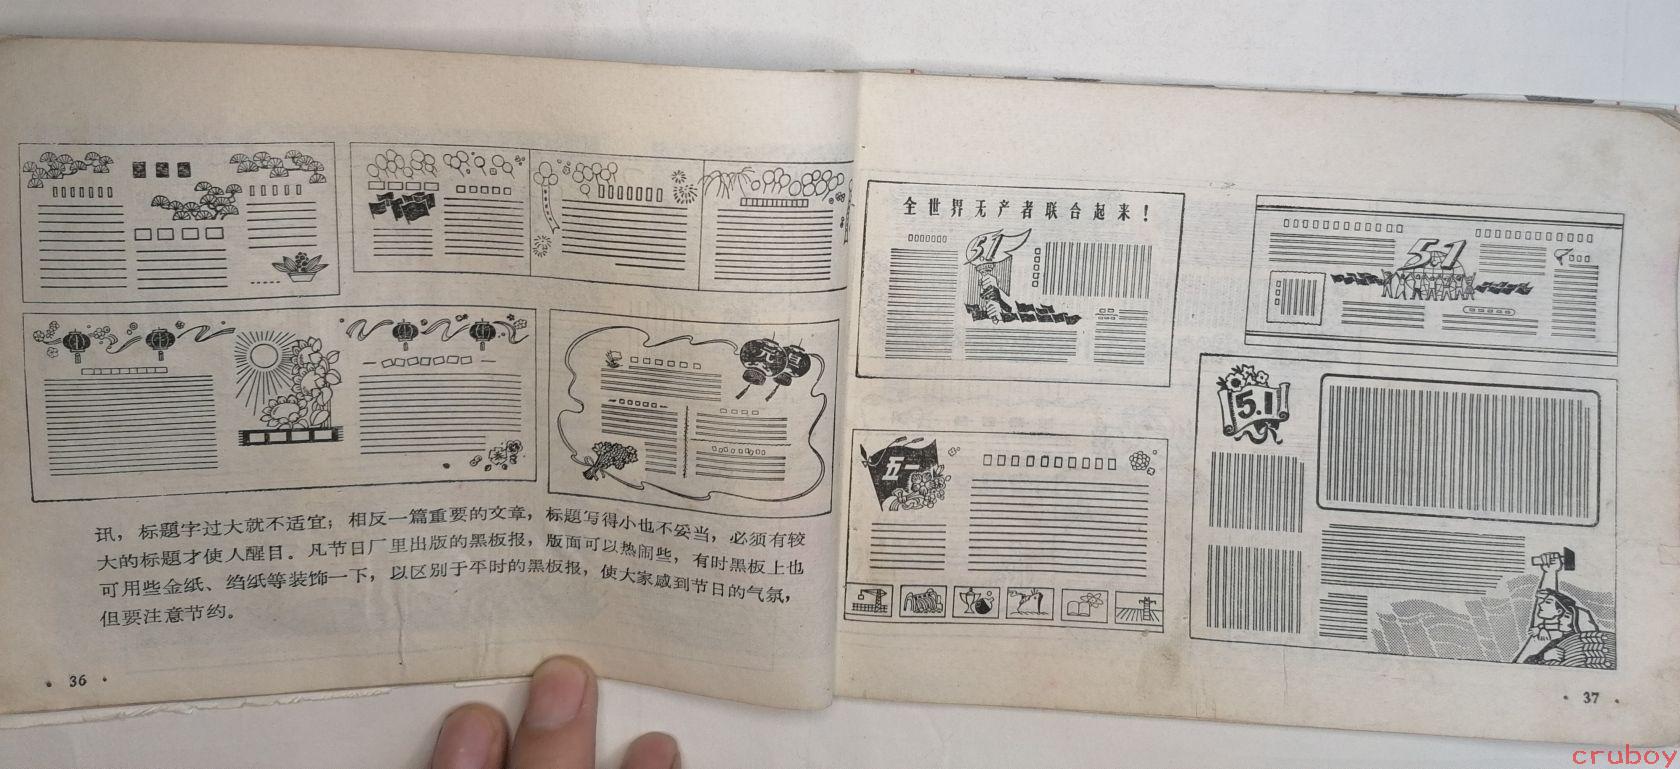 元旦
讯，标题字过大就不适宜；相反一篇重要的文章，标题写得小也不妥当，必须有较
大的标题才使人醒目。凡节日厂里出版的黑板报，版面可以热闹些，有时黑板上也
可用些金纸、绉纸等装饰一下，以区别于平时的黑板报，使大家感到节日的气氛，
但要注意节约。
· 36 ·
全世界无产者联合起来！
5.1
5.1
五一
5.1
· 37 ·
cruboy